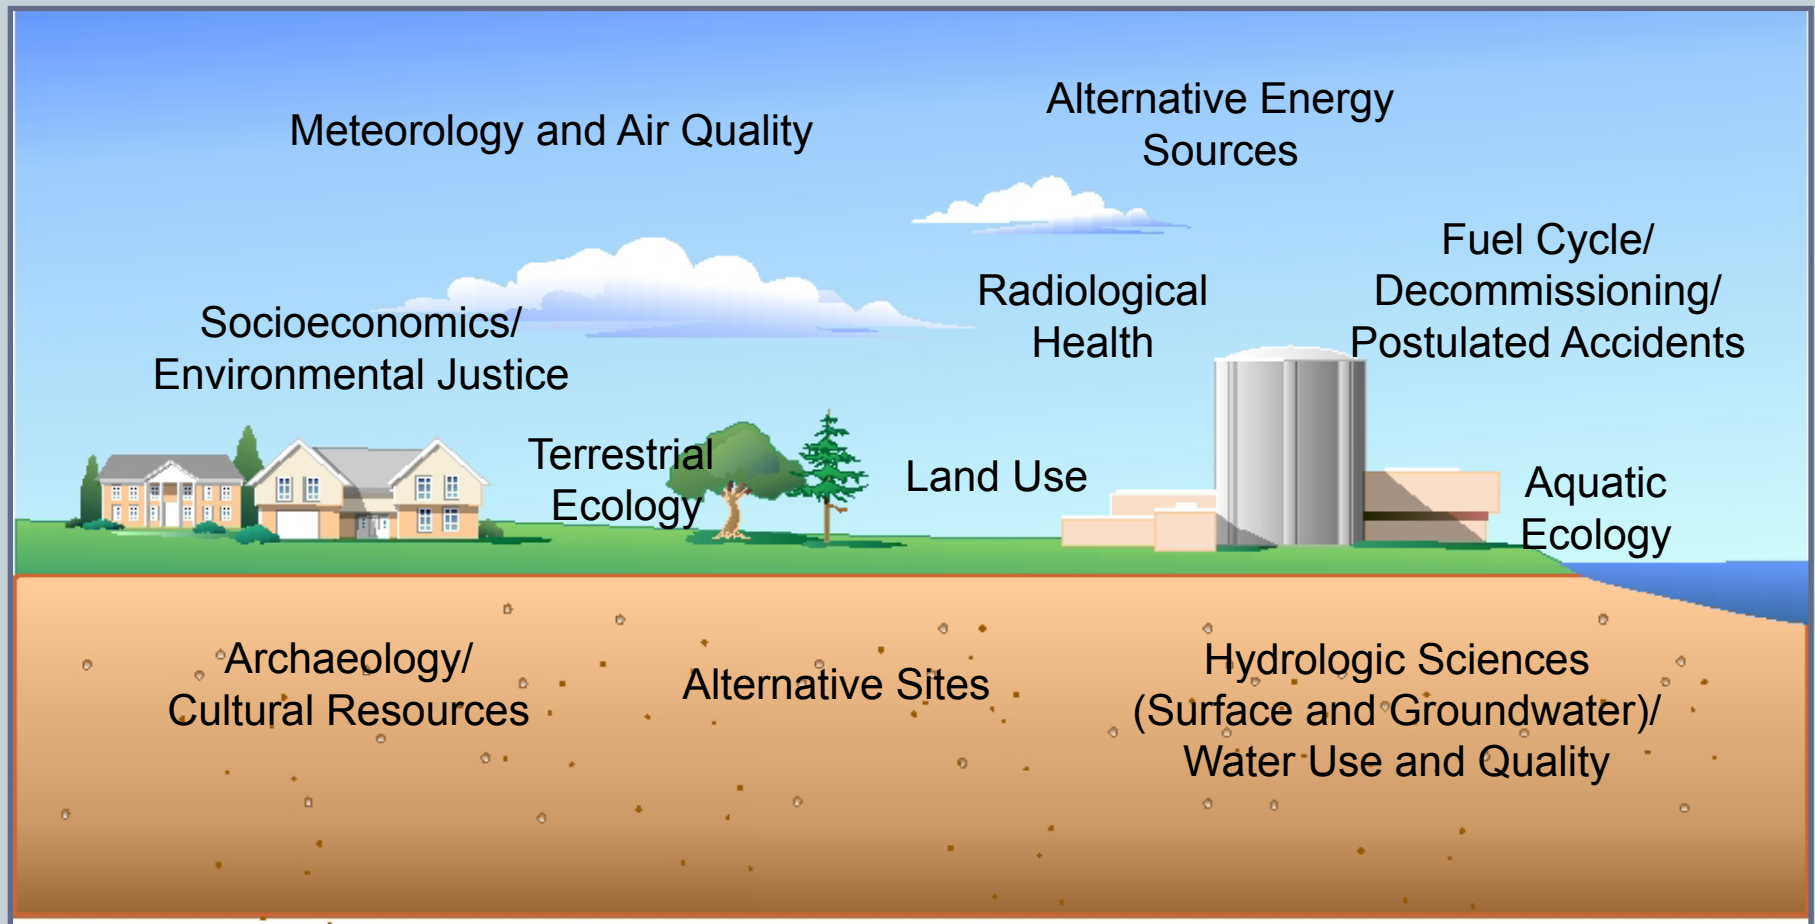 Meteorology and Air Quality
Alternative Energy
Sources
Fuel Cycle/
Decommissioning/
Postulated Accidents
Radiological
Health
Socioeconomics/
Environmental Justice
Terrestrial
Ecology
Land Use
Aquatic
Ecology
Archaeology/
Cultural Resources
Alternative Sites
Hydrologic Sciences
(Surface and Groundwater)/
Water Use and Quality